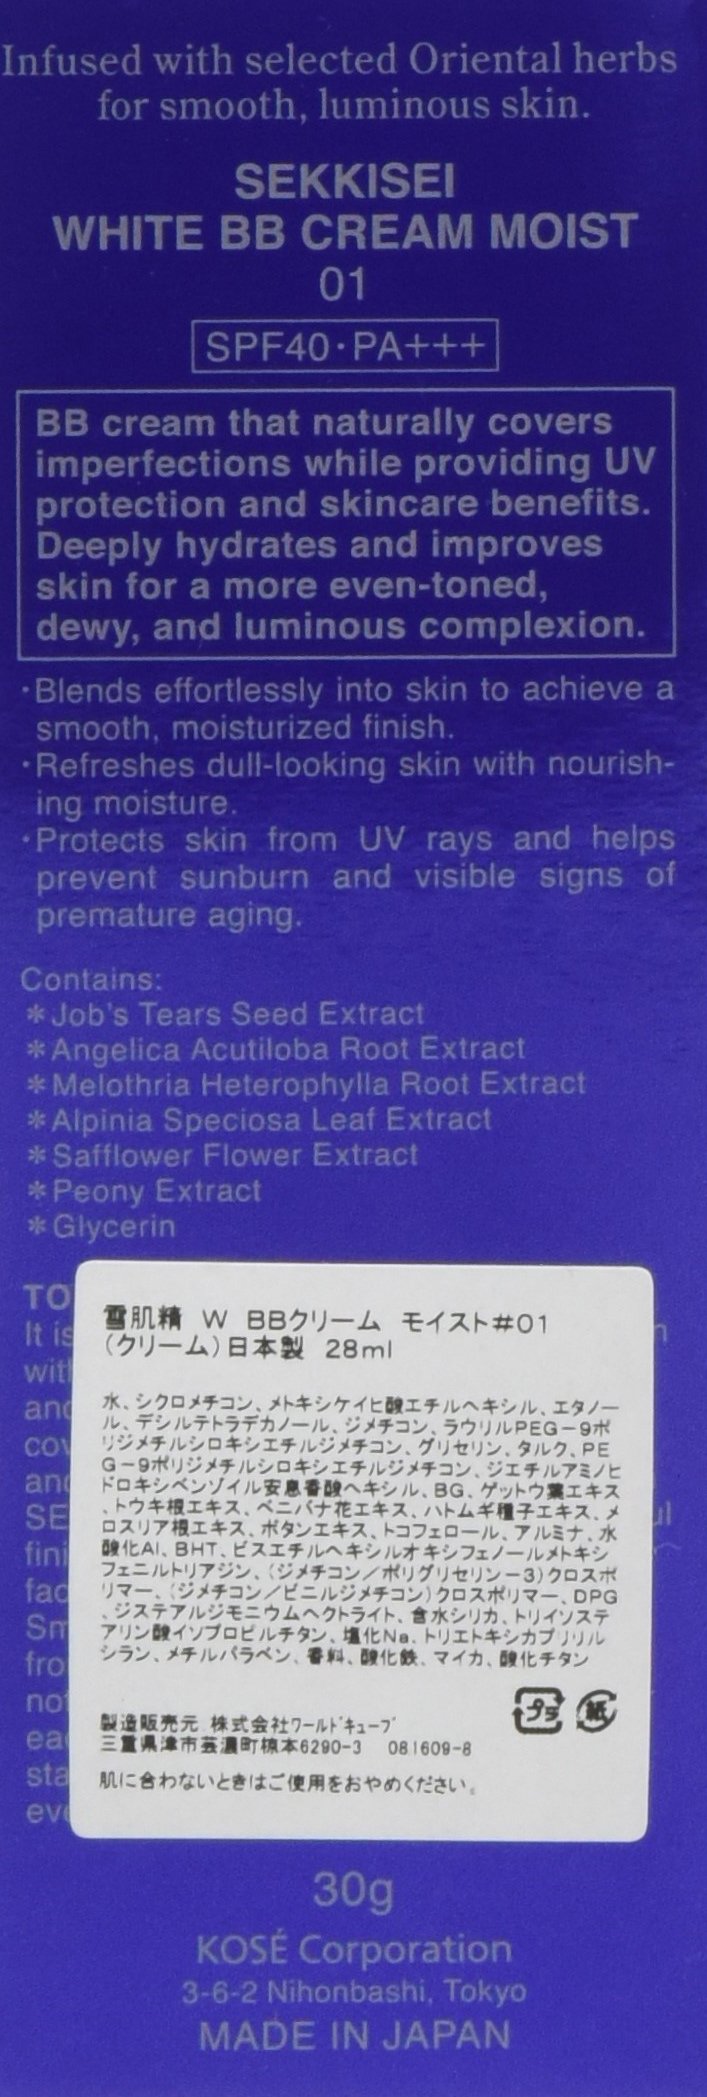 Infused with selected Oriental herbs
for smooth, luminous skin.
SEKKISEI
WHITE BB CREAM MOIST
01
SPF40·PA+++
BB cream that naturally covers
imperfections while providing UV
protection and skincare benefits.
Deeply hydrates and improves
skin for a more even-toned,
dewy, and luminous complexion.
·Blends effortlessly into skin to achieve a
smooth, moisturized finish.
·Refreshes dull-looking skin with nourish-
ing moisture.
·Protects skin from UV rays and helps
prevent sunburn and visible signs of
premature aging.
Contains:
*Job's Tears Seed Extract
*Angelica Acutiloba Root Extract
*Melothria Heterophylla Root Extract
*Alpinia Speciosa Leaf Extract
*Safflower Flower Extract
*Peony Extract
*Glycerin
It is
雪肌精 W BBクリーム モイスト#01
(クリーム)日本製 28ml
水、シクロメチコン、メトキシケイヒ酸エチルヘキシル、エタノー
ル、デシルテトラデカノール、ジメチコン、ラウリルPEG-9ポ
リジメチルシロキシエチルジメチコン、グリセリン、タルク、PE
G-9ポリジメチルシロキシエチルジメチコン、ジエチルアミノヒ
ドロキシベンゾイル安息香酸ヘキシル、BG、ゲットウ葉エキス
、トウキ根エキス、ベニバナ花エキス、ハトムギ種子エキス、メ
ロスリア根エキス、ボタンエキス、トコフェロール、アルミナ、水
酸化Al、BHT、ビスエチルヘキシルオキシフェノールメトキシ
フェニルトリアジン、(ジメチコン/ポリグリセリン-3)クロスポ
リマー、(ジメチコン/ビニルジメチコン)クロスポリマー、DPG
、ジステアルジモニウムヘクトライト、含水シリカ、トリイソステ
アリン酸イソプロピルチタン、塩化Na、トリエトキシカプリリル
シラン、メチルパラベン、香料、酸化鉄、マイカ、酸化チタン
プラ 紙
製造販売元 株式会社ワールドキューブ
三重県津市芸濃町椋本6290-3 081609-8
肌に合わないときはご使用をおやめください。
30g
KOSÉ Corporation
3-6-2 Nihonbashi, Tokyo
MADE IN JAPAN